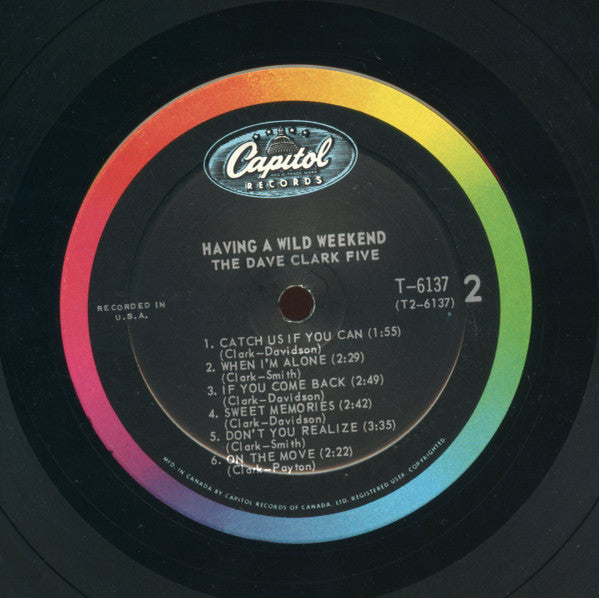 Capitol
RECORDS
HAVING A WILD WEEKEND
THE DAVE CLARK FIVE
T-6137
(T2-6137)
2
RECORDED IN
U.S.A.
1. CATCH US IF YOU CAN (1:55)
(Clark-Davidson)
2. WHEN I'M ALONE (2:29)
(Clark-Smith)
3. IF YOU COME BACK (2:49)
(Clark-Davidson)
4. SWEET MEMORIES (2:42)
(Clark-Davidson)
5. DON'T YOU REALIZE (3:35)
(Clark-Smith)
6. ON THE MOVE (2:22)
(Clark-Payton)
MFD. IN CANADA BY CAPITOL RECORDS OF CANADA, LTD. REGISTERED USER. COPYRIGHTED.